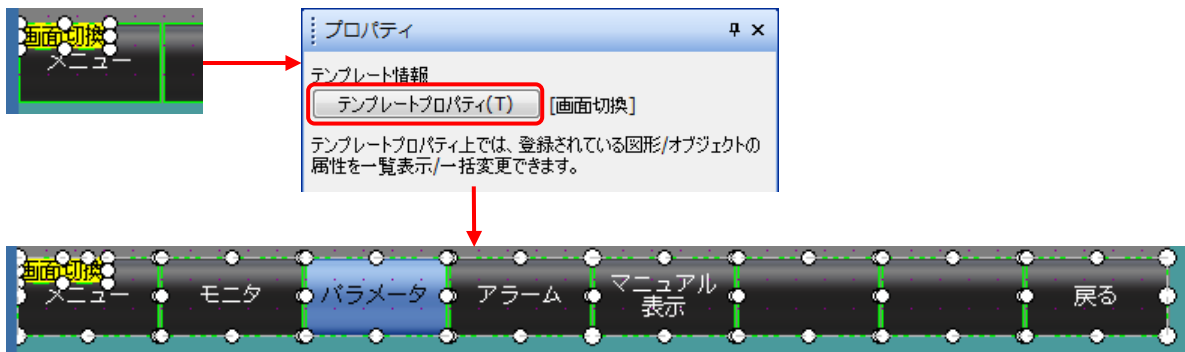 画面切換
メニュー
プロパティ
テンプレート情報
テンプレートプロパティ(T) [画面切換]
テンプレートプロパティ上では、登録されている図形/オブジェクトの
属性を一覧表示/一括変更できます。
画面切換
メニュー モニタ パラメータ アラーム マニュアル 戻る
表示